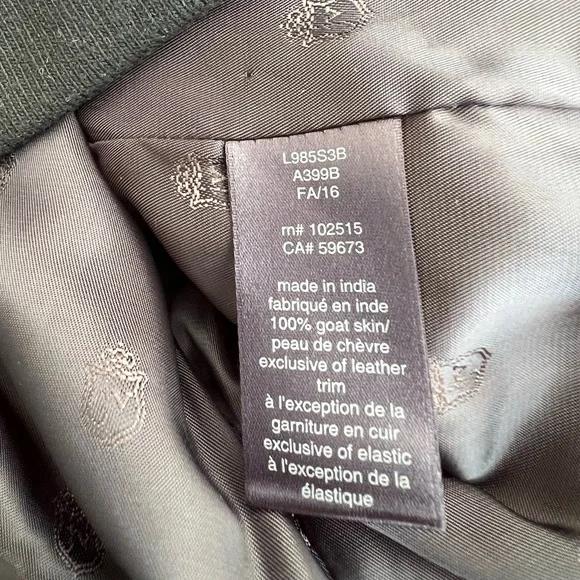 L985S3B
A399B
FA/16
rn# 102515
CA# 59673
made in india
fabriqué en inde
100% goat skin/
peau de chèvre
exclusive of leather
trim
à l'exception de la
garniture en cuir
exclusive of elastic
à l'exception de la
élastique